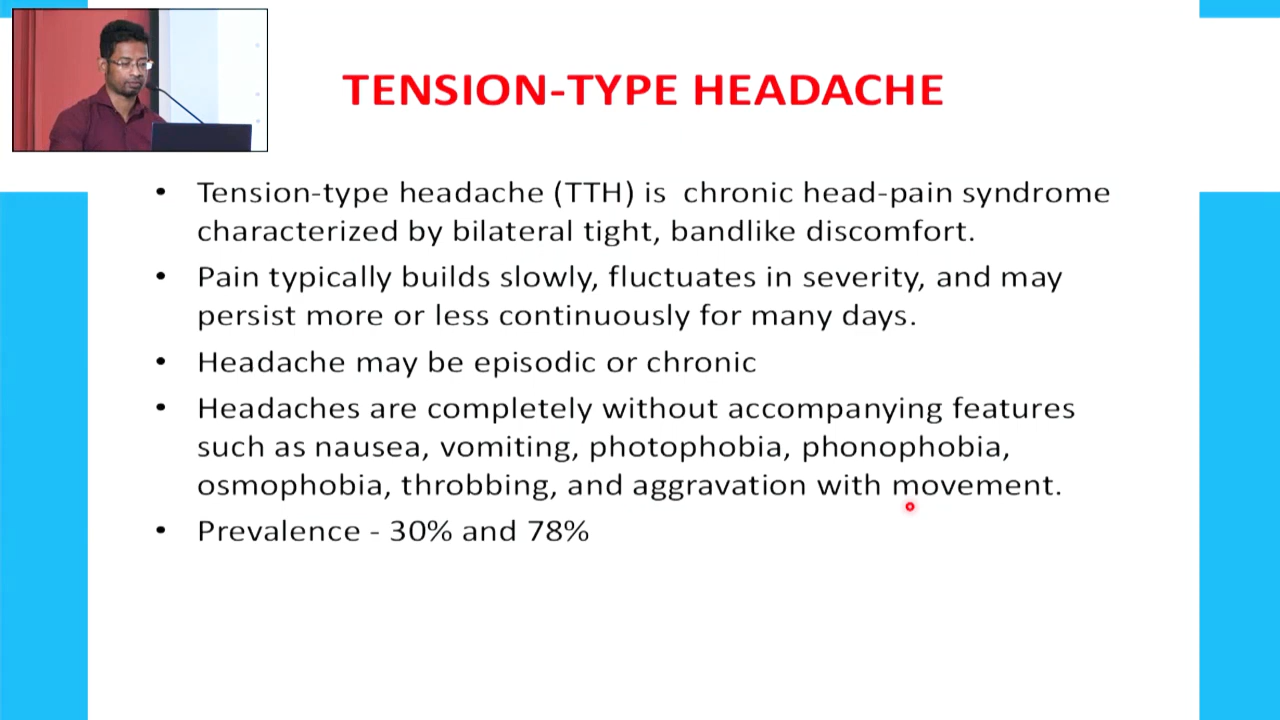 TENSION-TYPE HEADACHE
• Tension-type headache (TTH) is  chronic head-pain syndrome
characterized by bilateral tight, bandlike discomfort.
• Pain typically builds slowly, fluctuates in severity, and may
persist more or less continuously for many days.
• Headache may be episodic or chronic
• Headaches are completely without accompanying features
such as nausea, vomiting, photophobia, phonophobia,
osmophobia, throbbing, and aggravation with movement.
• Prevalence - 30% and 78%